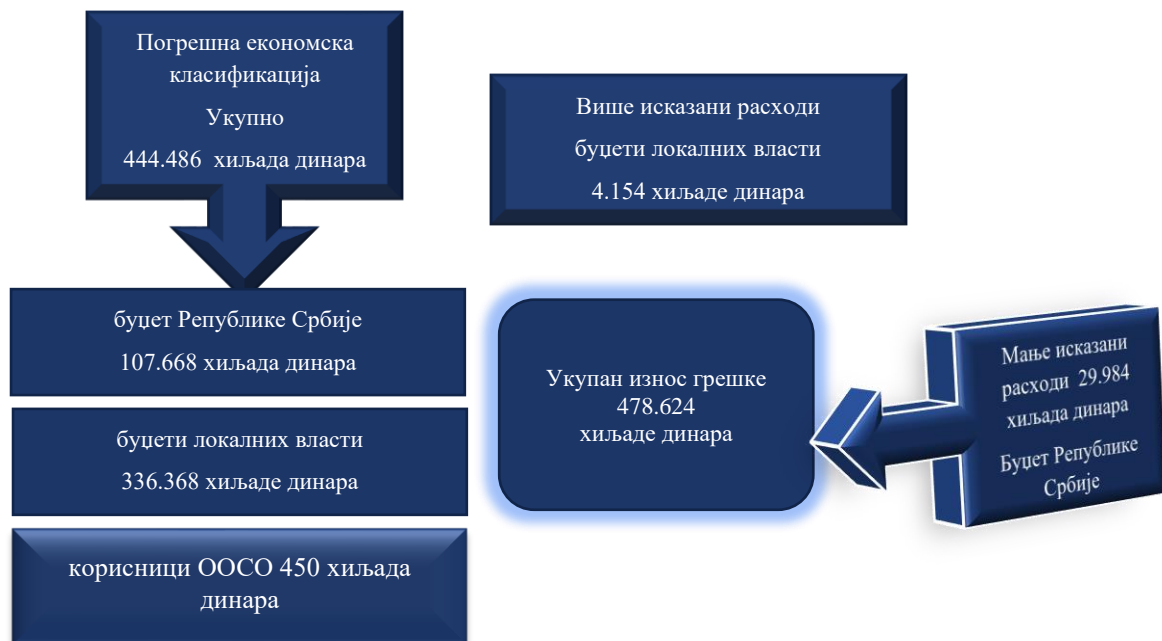 Погрешна економска
класификација
Укупно
444.486 хиљада динара
Више исказани расходи
буџети локалних власти
4.154 хиљаде динара
буџет Републике Србије
107.668 хиљада динара
буџети локалних власти
336.368 хиљаде динара
корисници ООСО 450 хиљада
динара
Укупан износ грешке
478.624
хиљаде динара
Мање исказани
расходи 29.984
хиљада динара
Буџет Републике
Србије